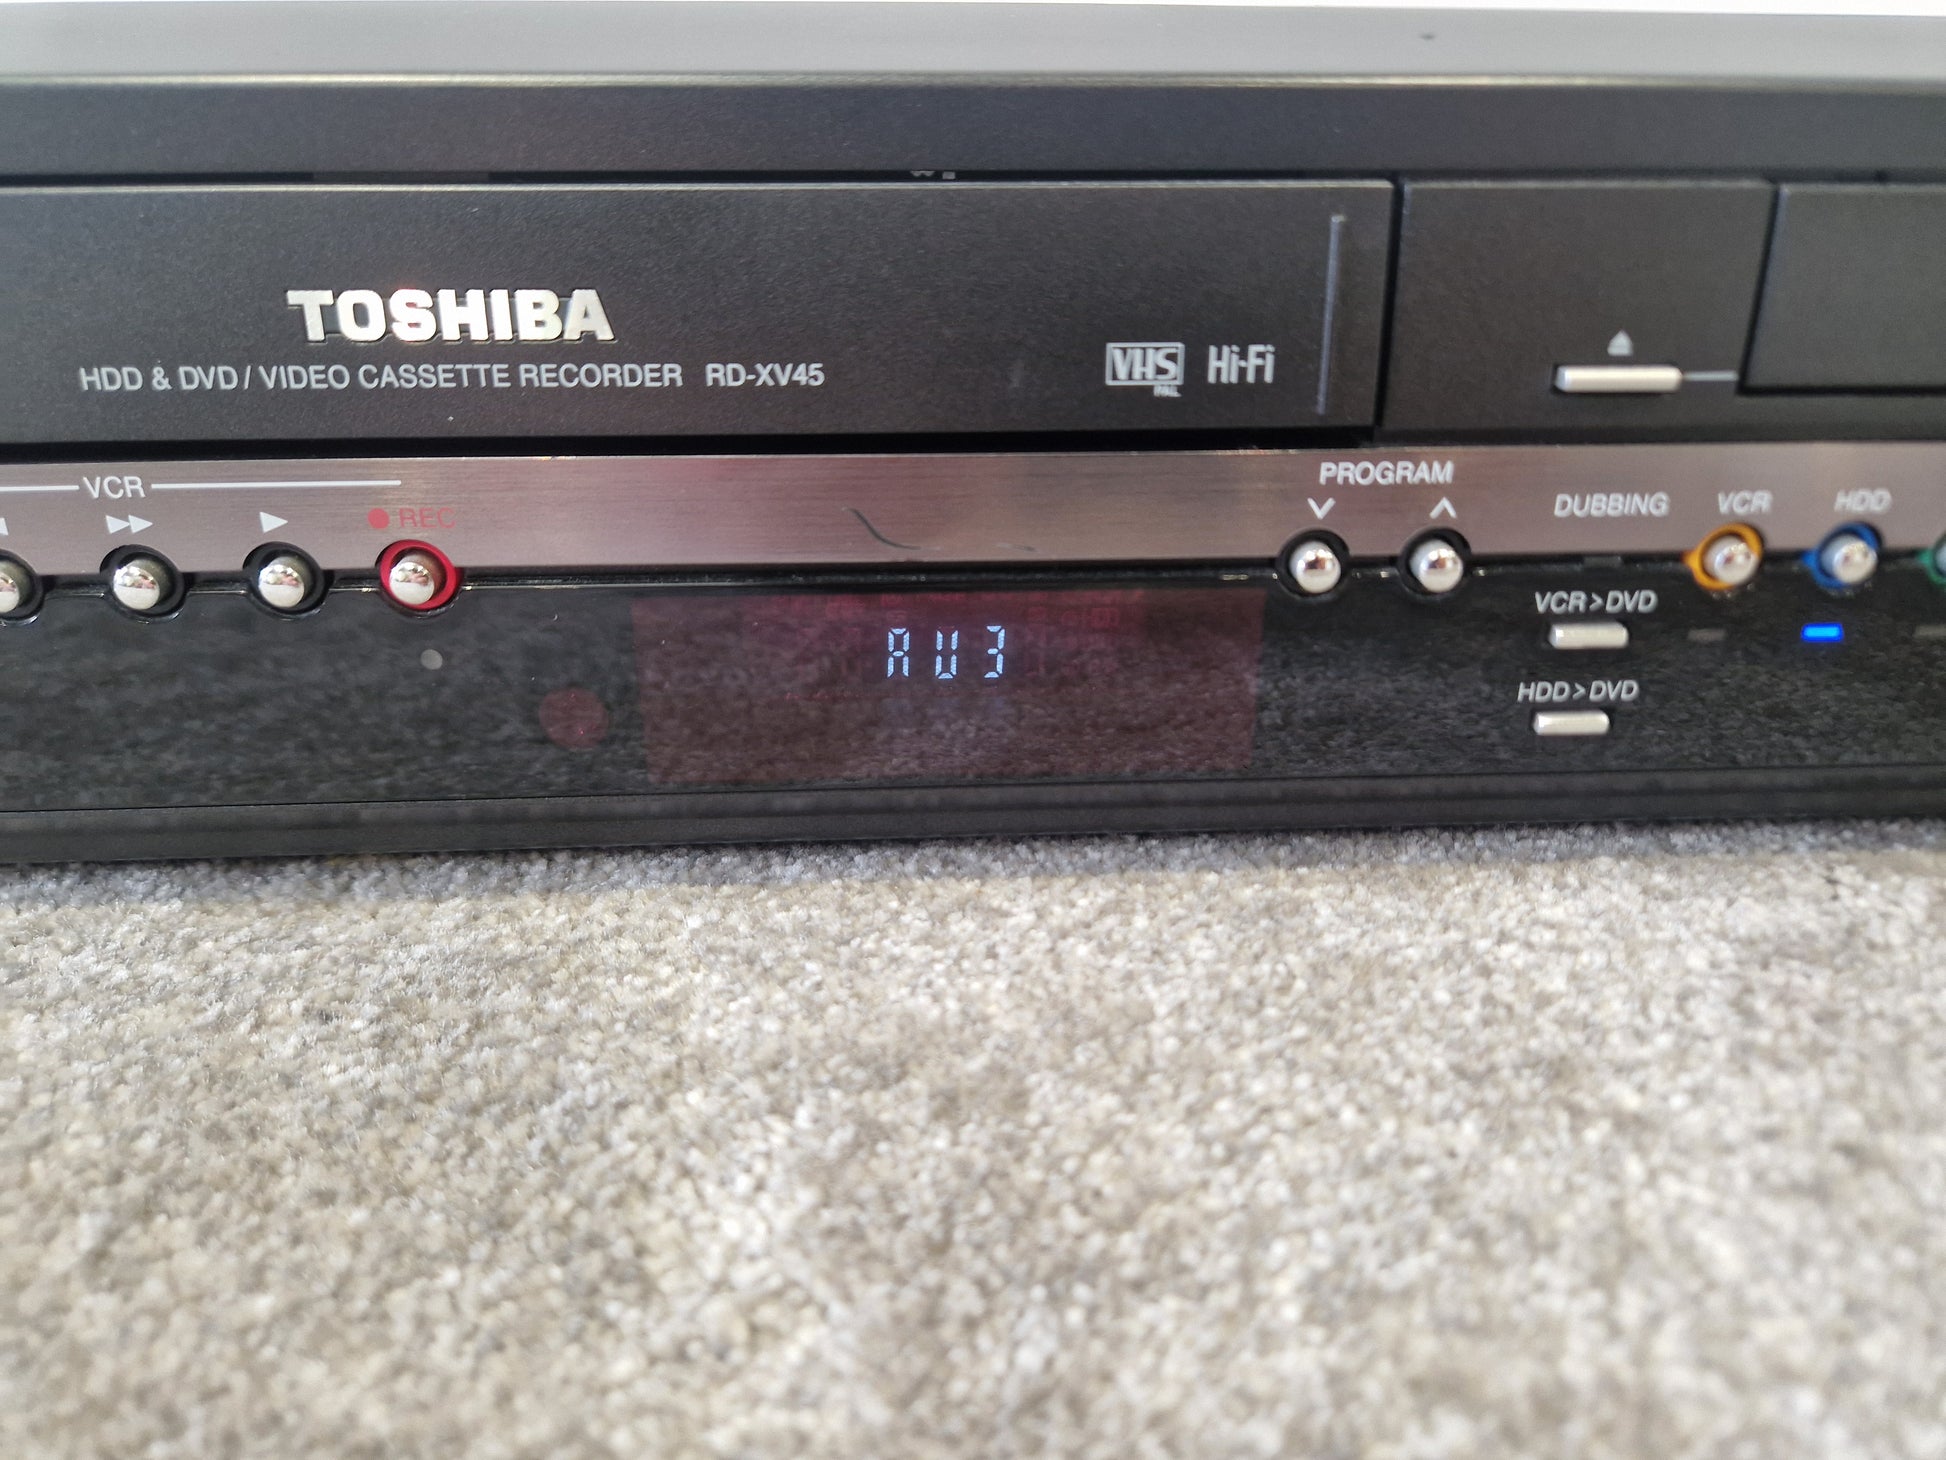 TOSHIBA
HDD & DVD / VIDEO CASSETTE RECORDER RD-XV45
VHS
PAL
Hi-Fi
VCR
REC
PROGRAM
DUBBING
VCR
HDD
VCR>DVD
HDD>DVD
AV3